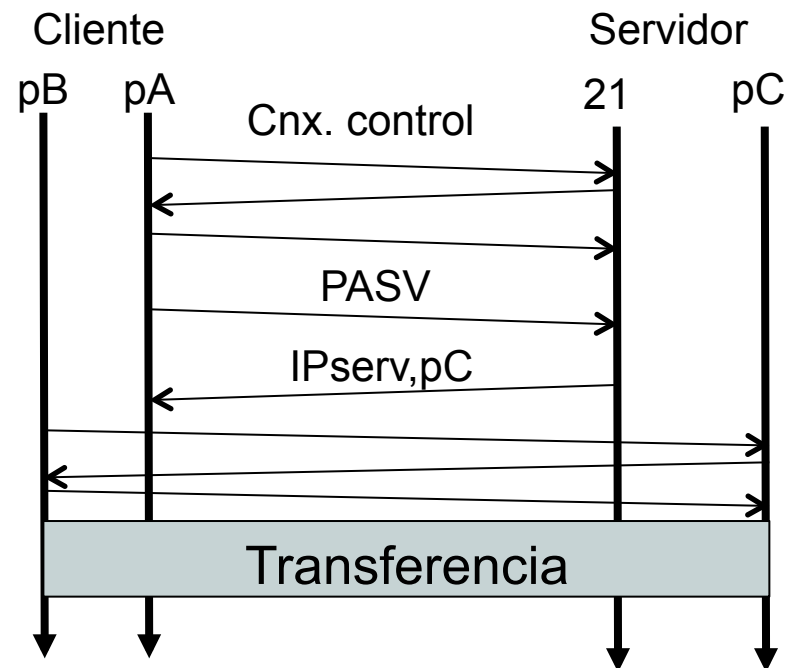 Cliente
Servidor
pB
pA
21
pC
Cnx. control
PASV
IPserv,pC
Transferencia